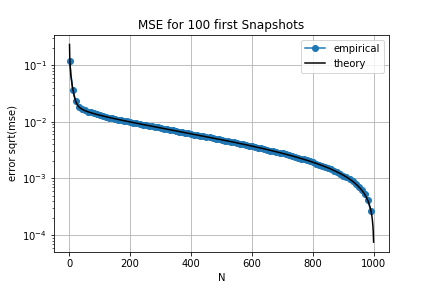 MSE for 100 first Snapshots
empirical
theory
error sqrt(mse)
10⁻¹
10⁻²
10⁻³
10⁻⁴
0 200 400 600 800 1000
N